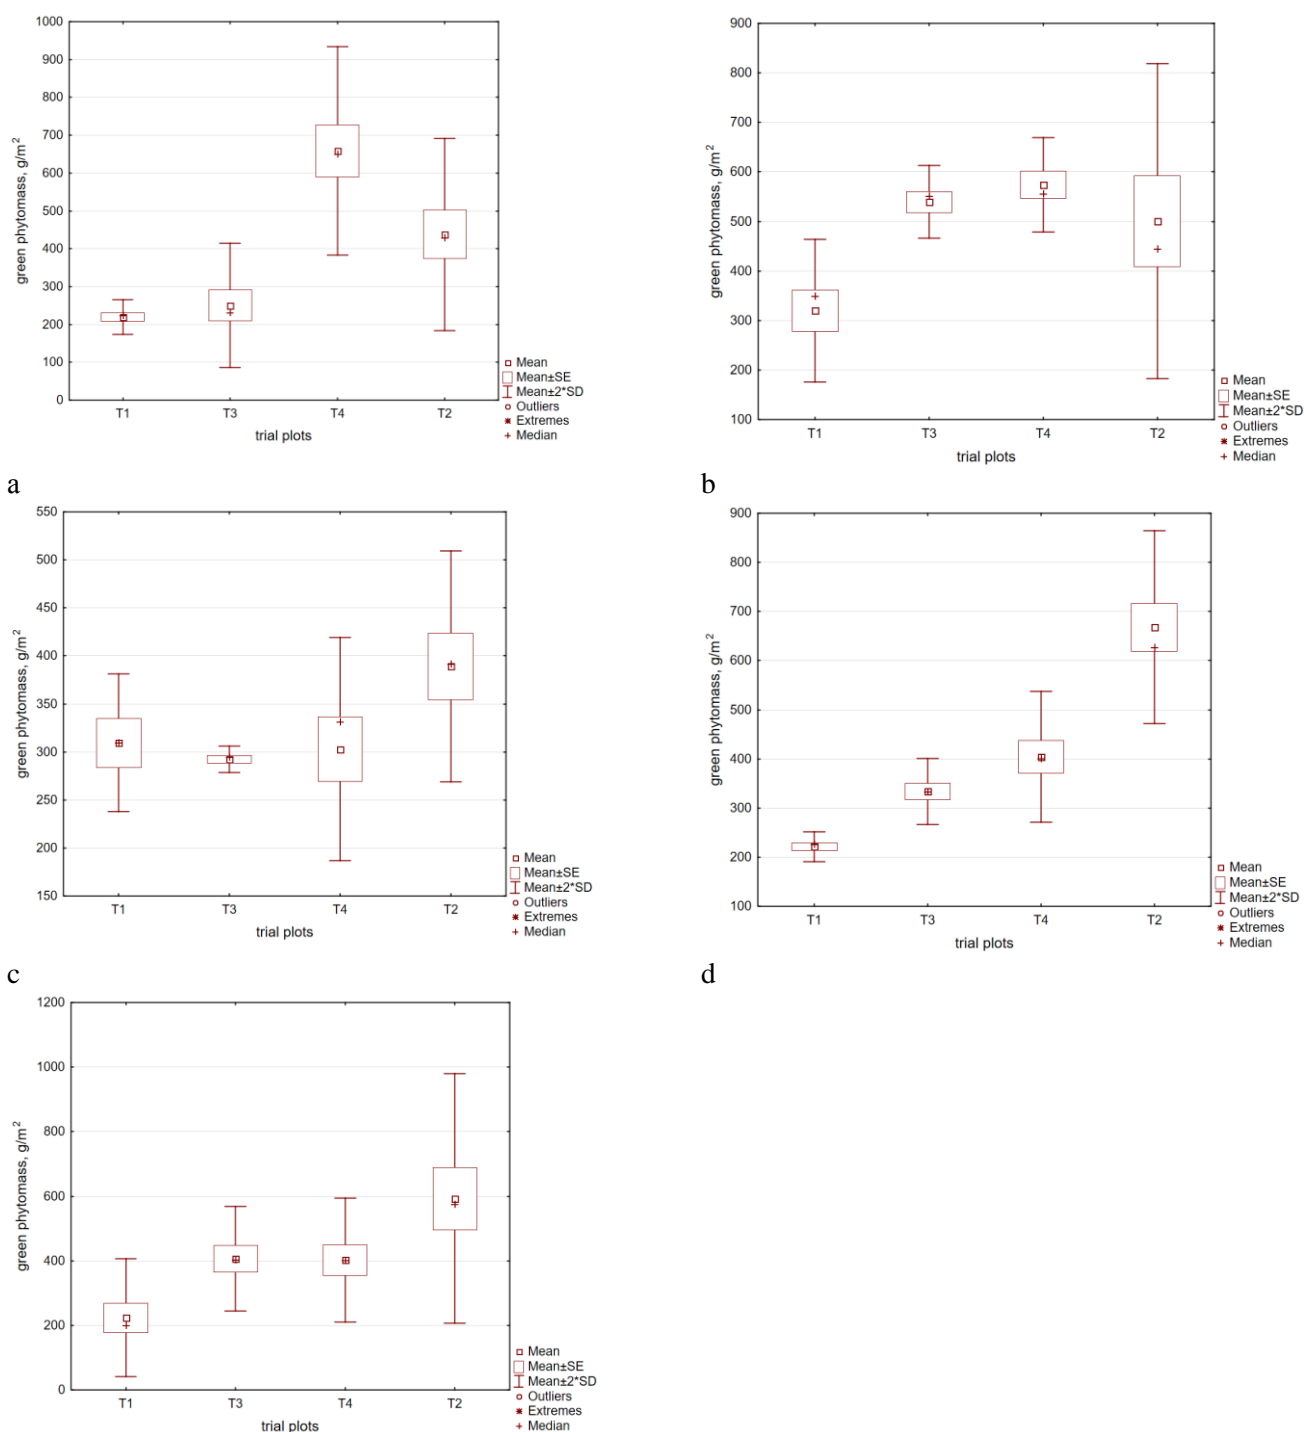 1000
900
800
700
600
500
400
300
200
100
0
green phytomass, g/m²
T1 T3 T4 T2
trial plots
Mean
Mean±SE
Mean±2*SD
Outliers
Extremes
Median
a
900
800
700
600
500
400
300
200
100
green phytomass, g/m²
T1 T3 T4 T2
trial plots
Mean
Mean±SE
Mean±2*SD
Outliers
Extremes
Median
b
550
500
450
400
350
300
250
200
150
green phytomass, g/m²
T1 T3 T4 T2
trial plots
Mean
Mean±SE
Mean±2*SD
Outliers
Extremes
Median
c
900
800
700
600
500
400
300
200
100
green phytomass, g/m²
T1 T3 T4 T2
trial plots
Mean
Mean±SE
Mean±2*SD
Outliers
Extremes
Median
d
1200
1000
800
600
400
200
0
green phytomass, g/m²
T1 T3 T4 T2
trial plots
Mean
Mean±SE
Mean±2*SD
Outliers
Extremes
Median